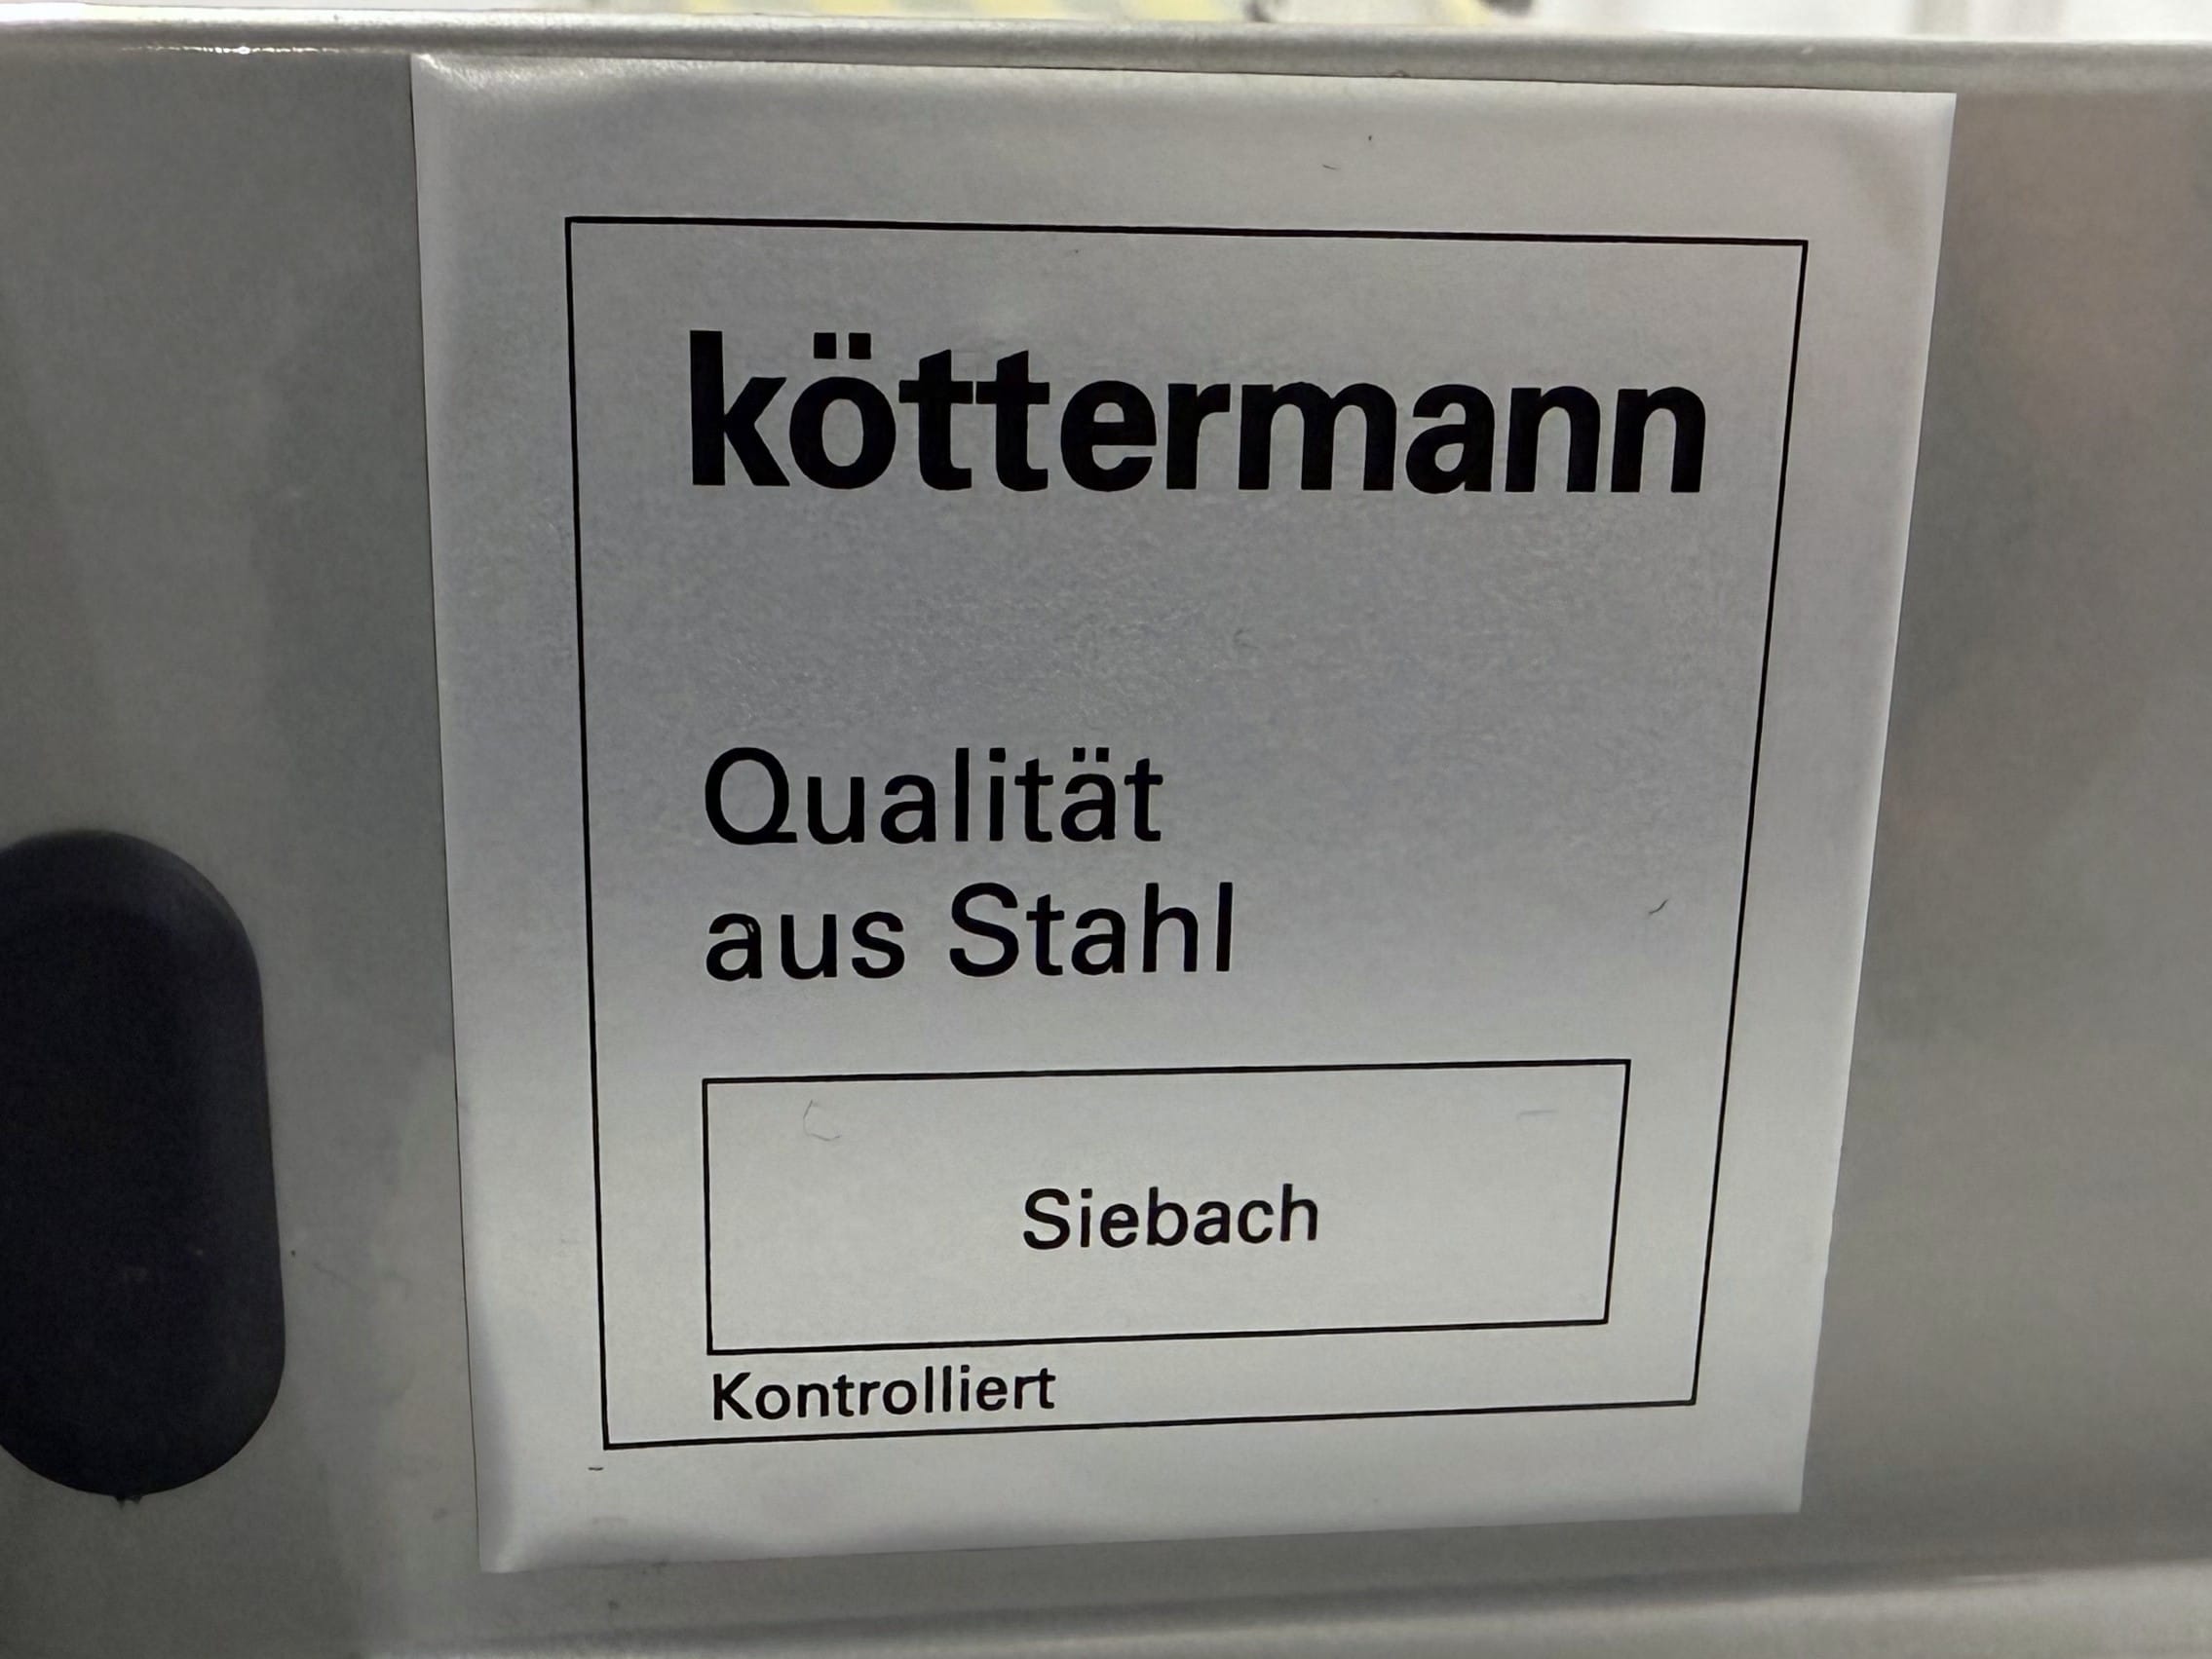 köttermann
Qualität
aus Stahl
Siebach
Kontrolliert